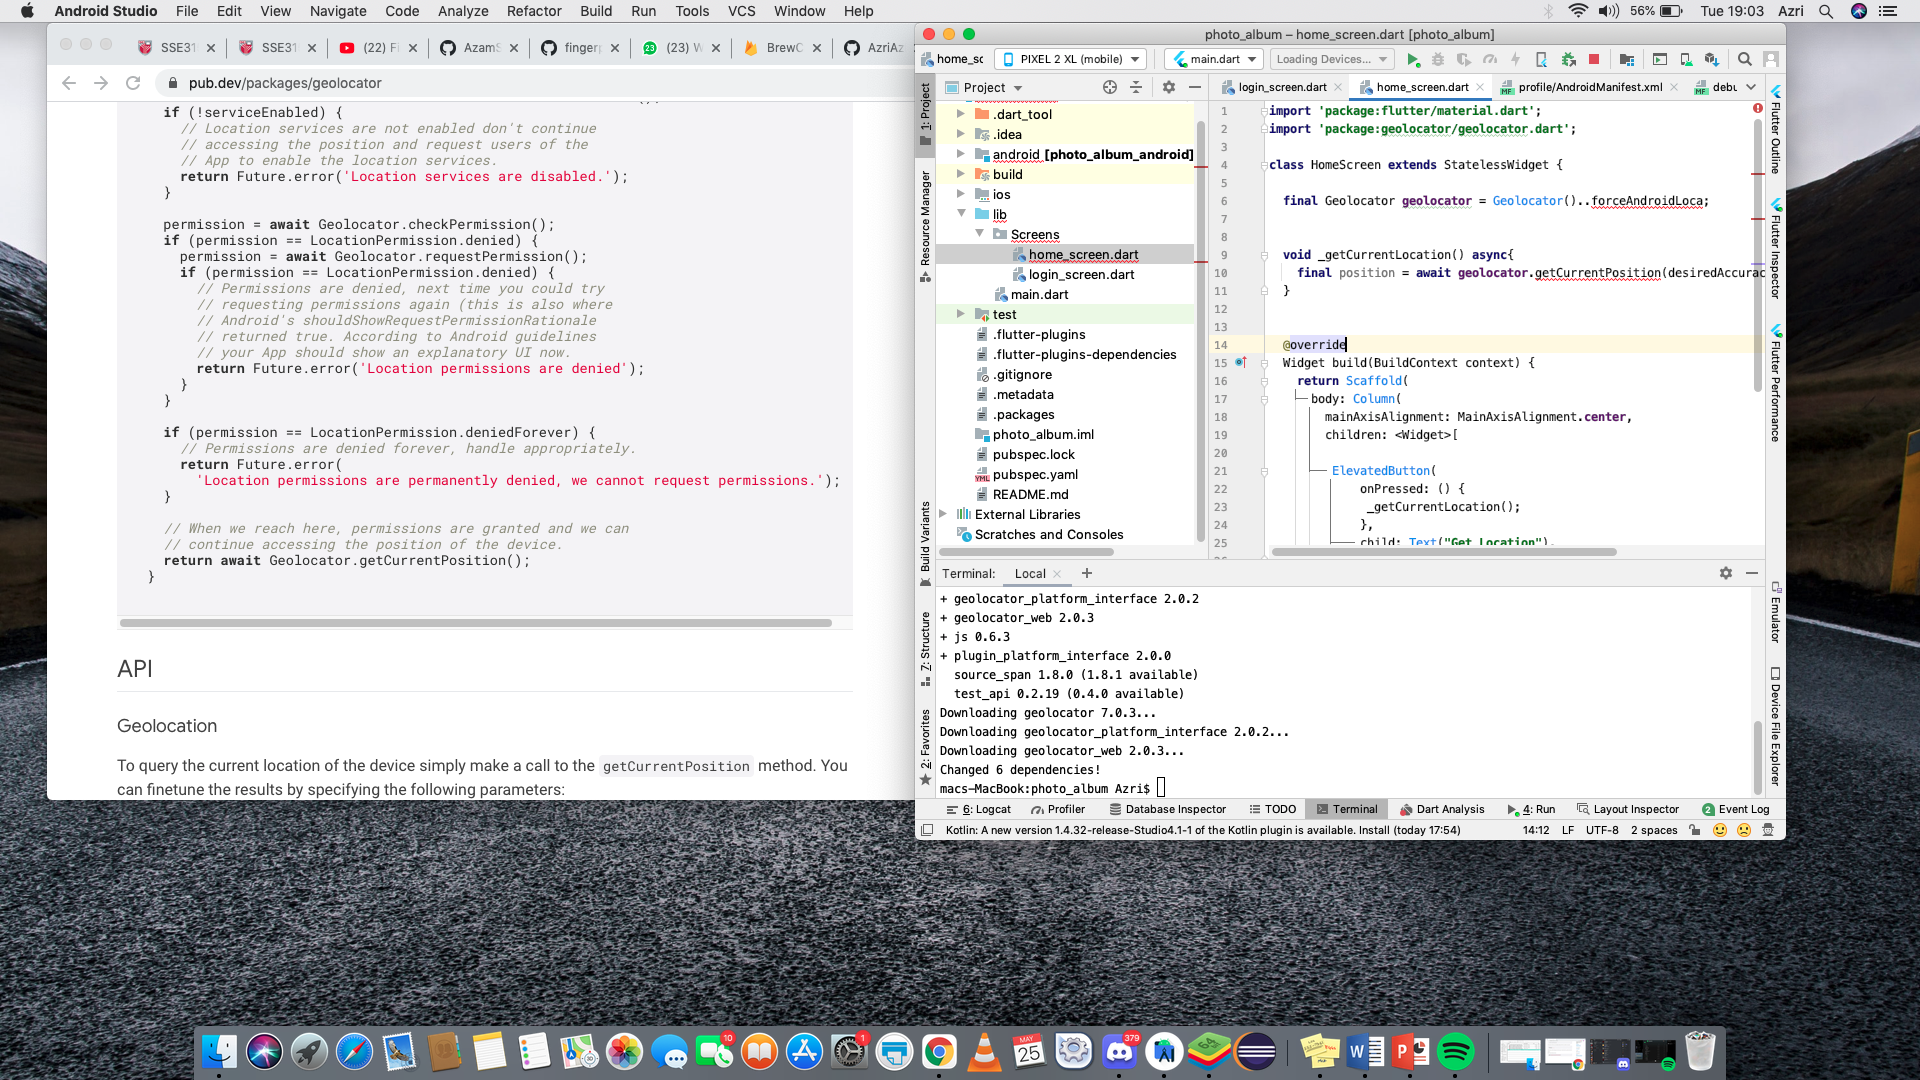 Android Studio File Edit View Navigate Code Analyze Refactor Build Run Tools VCS Window Help 56% Tue 19:03 Azri
SSE31 SSE31 (22) F AzamS finger (23) W BrewC AzriAz
pub.dev/packages/geolocator
if (!serviceEnabled) {
// Location services are not enabled don't continue
// accessing the position and request users of the
// App to enable the location services.
return Future.error('Location services are disabled.');
}
permission = await Geolocator.checkPermission();
if (permission == LocationPermission.denied) {
permission = await Geolocator.requestPermission();
if (permission == LocationPermission.denied) {
// Permissions are denied, next time you could try
// requesting permissions again (this is also where
// Android's shouldShowRequestPermissionRationale
// returned true. According to Android guidelines
// your App should show an explanatory UI now.
return Future.error('Location permissions are denied');
}
}
if (permission == LocationPermission.deniedForever) {
// Permissions are denied forever, handle appropriately.
return Future.error(
'Location permissions are permanently denied, we cannot request permissions.');
}
// When we reach here, permissions are granted and we can
// continue accessing the position of the device.
return await Geolocator.getCurrentPosition();
}
API
Geolocation
To query the current location of the device simply make a call to the getCurrentPosition method. You
can finetune the results by specifying the following parameters:
photo_album – home_screen.dart [photo_album]
home_sc PIXEL 2 XL (mobile) main.dart Loading Devices...
Project
login_screen.dart home_screen.dart profile/AndroidManifest.xml debu
1: Project
Resource Manager
Build Variants
7: Structure
2: Favorites
.dart_tool
.idea
android [photo_album_android]
build
ios
lib
Screens
home_screen.dart
login_screen.dart
main.dart
test
.flutter-plugins
.flutter-plugins-dependencies
.gitignore
.metadata
.packages
photo_album.iml
pubspec.lock
pubspec.yaml
README.md
External Libraries
Scratches and Consoles
1 import 'package:flutter/material.dart';
2 import 'package:geolocator/geolocator.dart';
3
4 class HomeScreen extends StatelessWidget {
5
6 final Geolocator geolocator = Geolocator()..forceAndroidLoca;
7
8
9 void _getCurrentLocation() async{
10 final position = await geolocator.getCurrentPosition(desiredAccurac
11 }
12
13
14 @override
15 Widget build(BuildContext context) {
16 return Scaffold(
17 body: Column(
18 mainAxisAlignment: MainAxisAlignment.center,
19 children: <Widget>[
20
21 ElevatedButton(
22 onPressed: () {
23 _getCurrentLocation();
24 },
25 child: Text("Get Location"),
Flutter Outline
Flutter Inspector
Flutter Performance
Emulator
Device File Explorer
Terminal: Local
+ geolocator_platform_interface 2.0.2
+ geolocator_web 2.0.3
+ js 0.6.3
+ plugin_platform_interface 2.0.0
source_span 1.8.0 (1.8.1 available)
test_api 0.2.19 (0.4.0 available)
Downloading geolocator 7.0.3...
Downloading geolocator_platform_interface 2.0.2...
Downloading geolocator_web 2.0.3...
Changed 6 dependencies!
macs-MacBook:photo_album Azri$
6: Logcat Profiler Database Inspector TODO Terminal Dart Analysis 4: Run Layout Inspector 2 Event Log
Kotlin: A new version 1.4.32-release-Studio4.1-1 of the Kotlin plugin is available. Install (today 17:54) 14:12 LF UTF-8 2 spaces
10 1 MAY 25 379